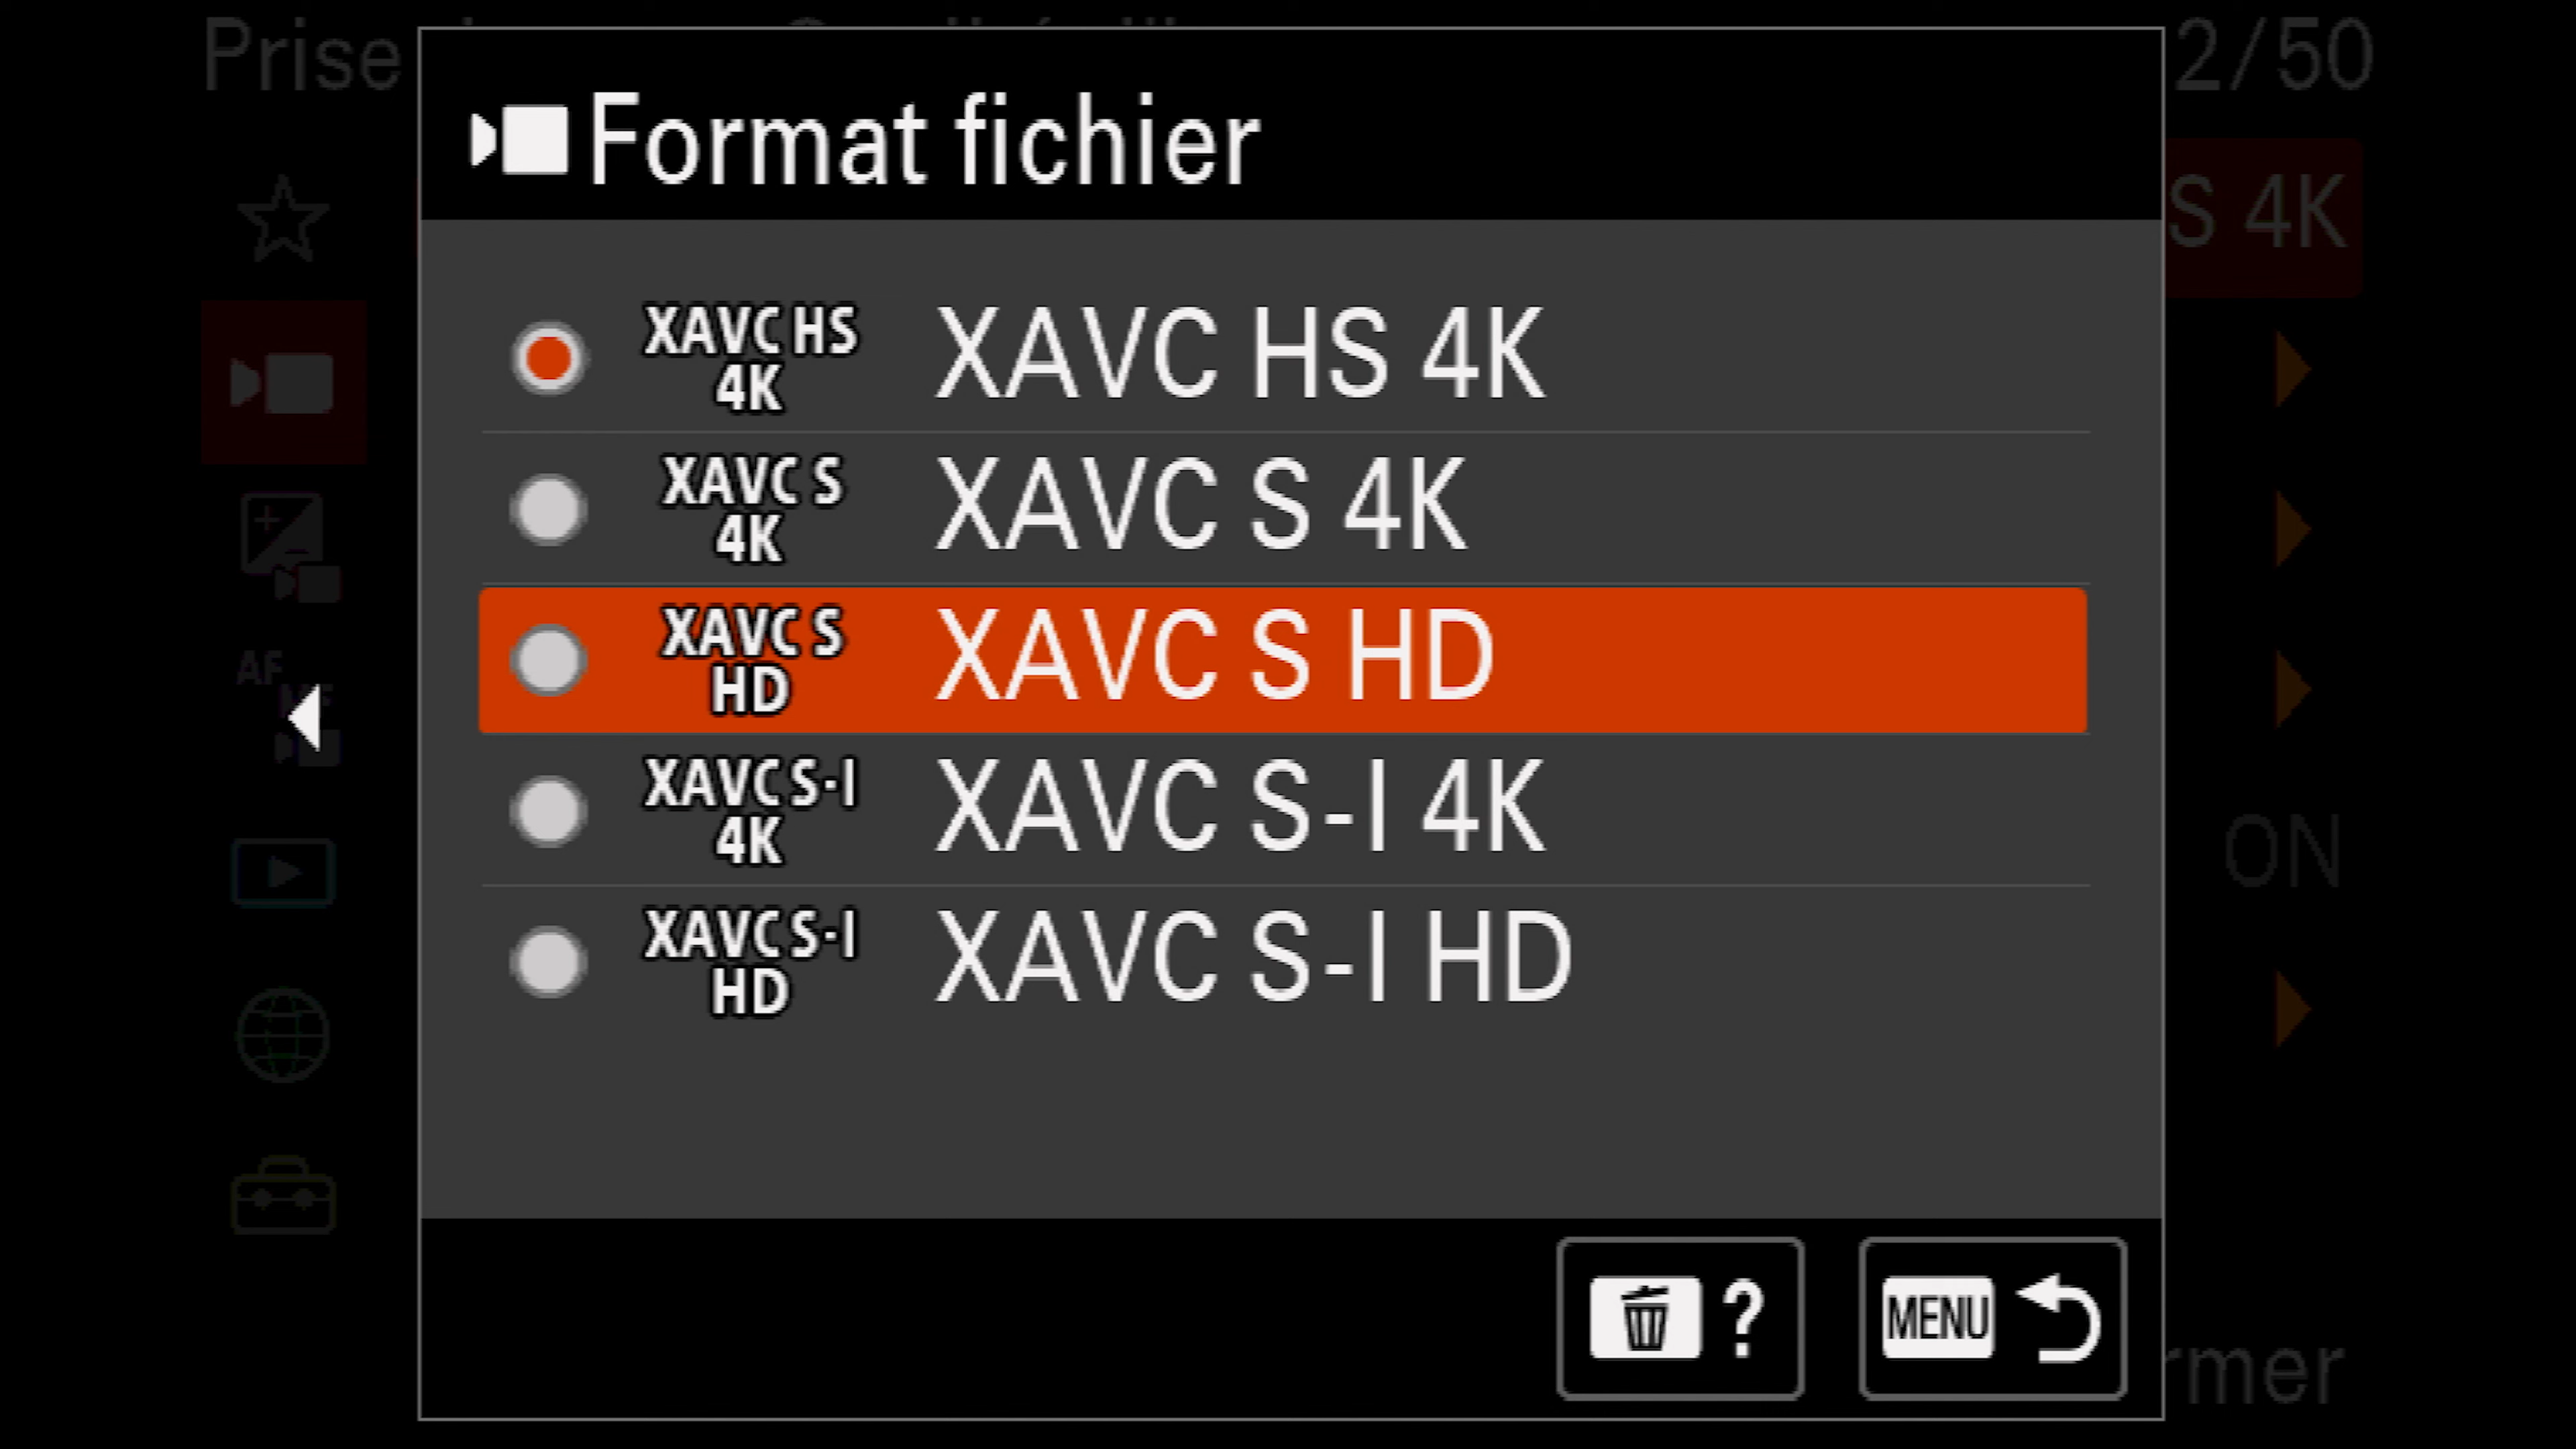 Prise
2/50
Format fichier
S 4K
XAVC HS
4K
XAVC HS 4K
XAVC S
4K
XAVC S 4K
XAVC S
HD
XAVC S HD
AF
XAVC S-I
4K
XAVC S-I 4K
ON
XAVC S-I
HD
XAVC S-I HD
?
MENU
rmer